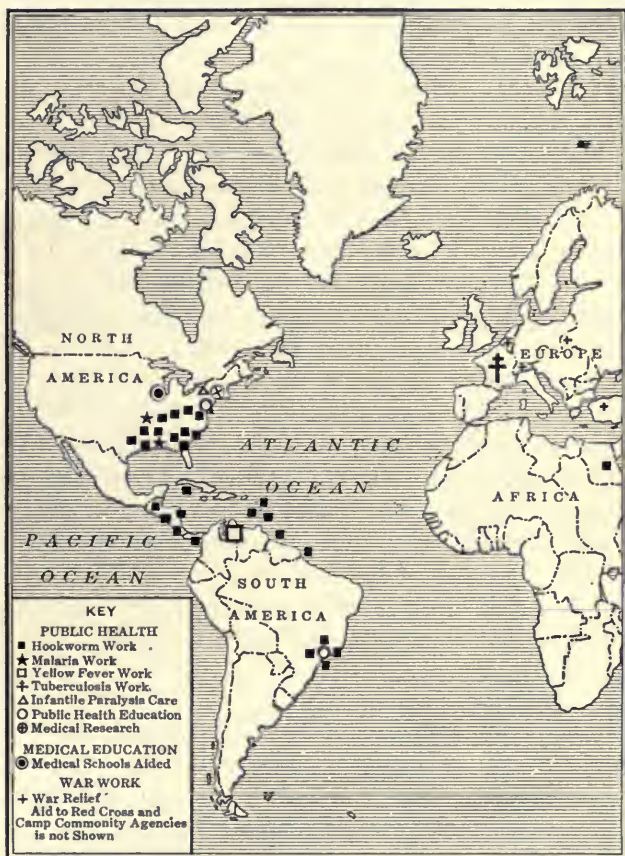 NORTH
AMERICA
EUROPE
ATLANTIC
OCEAN
AFRICA
PACIFIC
OCEAN
SOUTH
AMERICA
KEY
PUBLIC HEALTH
Hookworm Work
Malaria Work
Yellow Fever Work
Tuberculosis Work.
Infantile Paralysis Care
Public Health Education
Medical Research
MEDICAL EDUCATION
Medical Schools Aided
WAR WORK
War Relief
Aid to Red Cross and
Camp Commonity Agencies
is not Shown